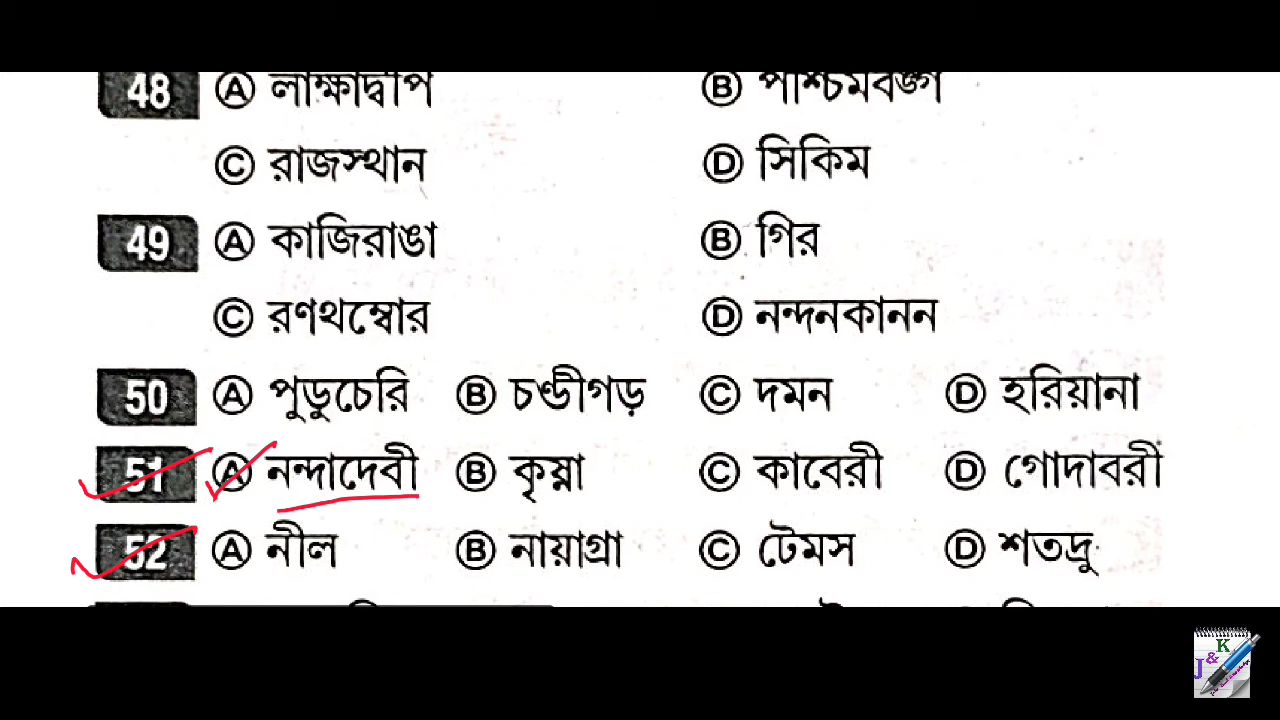 48 Ⓐ লাক্ষাদ্বীপ Ⓑ পশ্চিমবঙ্গ
Ⓒ রাজস্থান Ⓓ সিকিম
49 Ⓐ কাজিরাঙা Ⓑ গির
Ⓒ রণথম্বোর Ⓓ নন্দনকানন
50 Ⓐ পুডুচেরি Ⓑ চণ্ডীগড় Ⓒ দমন Ⓓ হরিয়ানা
51 Ⓐ নন্দাদেবী Ⓑ কৃষ্ণা Ⓒ কাবেরী Ⓓ গোদাবরী
52 Ⓐ নীল Ⓑ নায়াগ্রা Ⓒ টেমস Ⓓ শতদ্রু
J&K